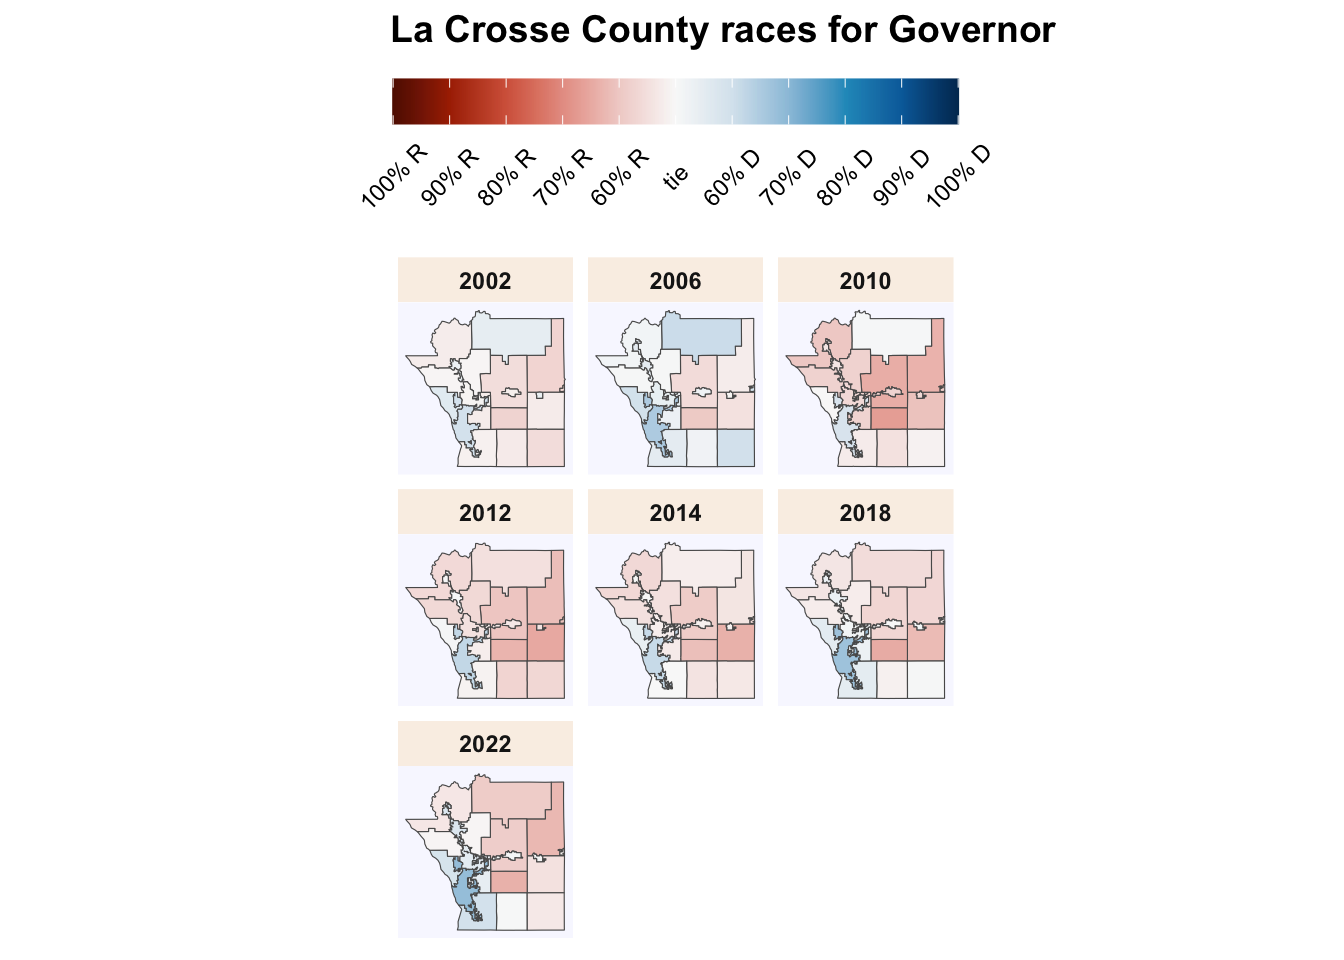 La Crosse County races for Governor
100% R 90% R 80% R 70% R 60% R tie 60% D 70% D 80% D 90% D 100% D
2002 2006 2010
2012 2014 2018
2022